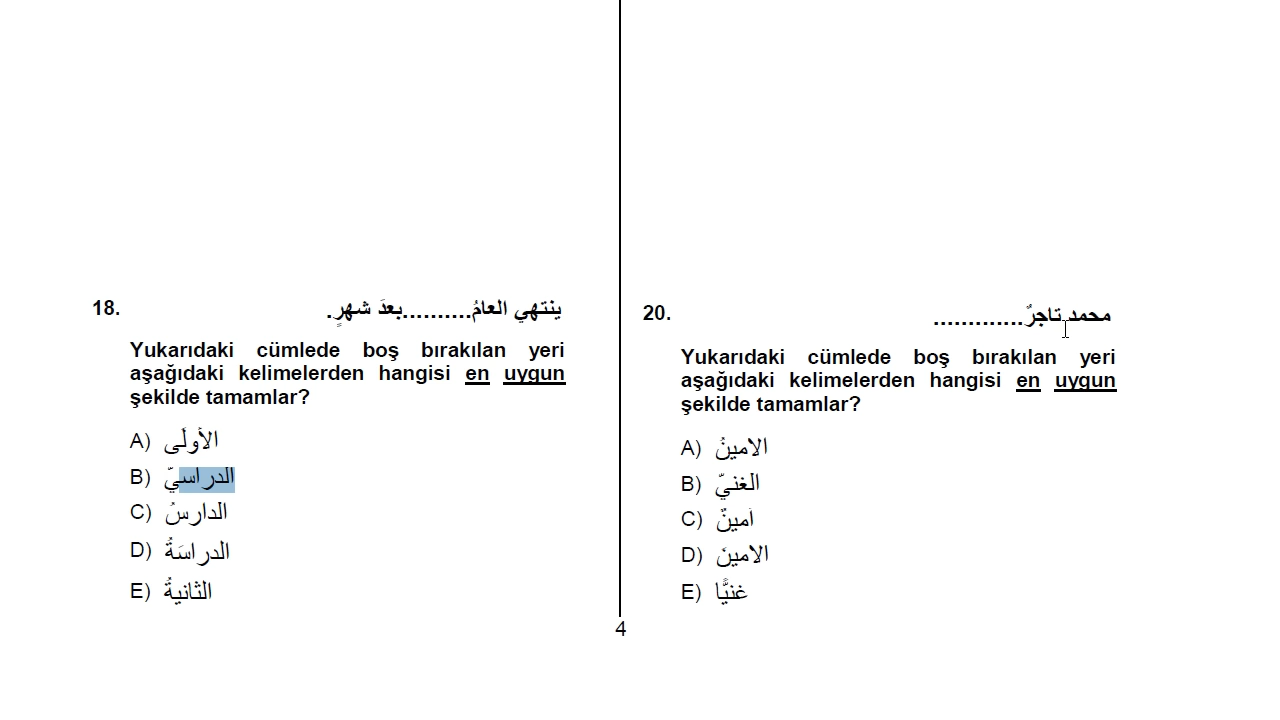 18. ينتهي العامُ..........بعدَ شهرٍ.
Yukarıdaki cümlede boş bırakılan yeri
aşağıdaki kelimelerden hangisi en uygun
şekilde tamamlar?
A) الأولَى
B) الدراسيّ
C) الدارسُ
D) الدراسَةُ
E) الثانيةُ
20. محمد تاجرٌ.............
Yukarıdaki cümlede boş bırakılan yeri
aşağıdaki kelimelerden hangisi en uygun
şekilde tamamlar?
A) الامينُ
B) الغنيّ
C) أمينٌ
D) الامينَ
E) غنيًّا
4